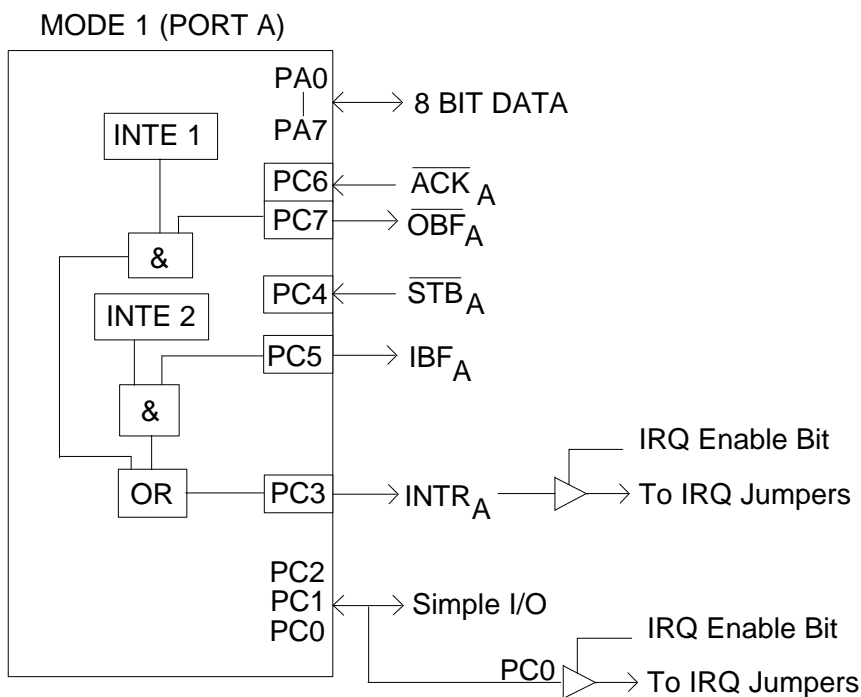 MODE 1 (PORT A)
PA0
PA7
8 BIT DATA
INTE 1
PC6
ACK A
PC7
OBF A
&
PC4
STB A
INTE 2
PC5
IBF A
&
IRQ Enable Bit
OR
PC3
INTR A
To IRQ Jumpers
PC2
PC1
Simple I/O
PC0
IRQ Enable Bit
PC0
To IRQ Jumpers